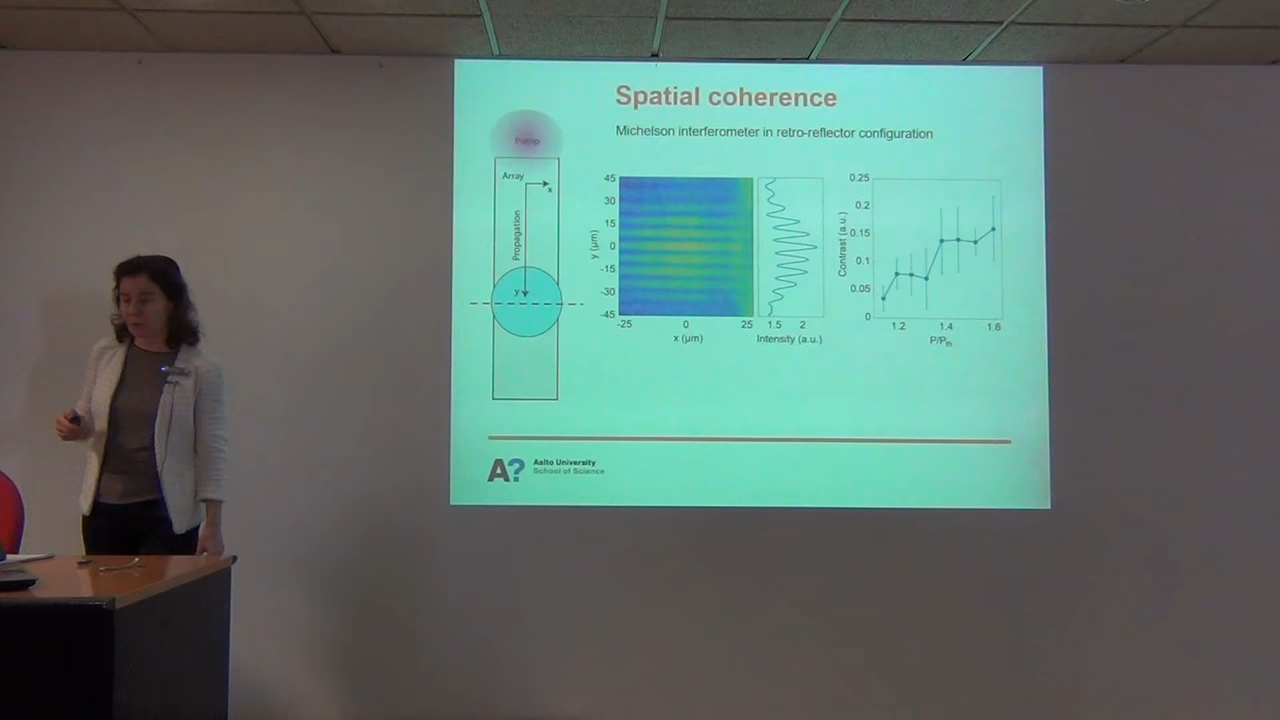 Spatial coherence
Michelson interferometer in retro-reflector configuration
Pump
Array
x
Propagation
y
45
30
15
0
-15
-30
-45
y (µm)
-25
0
25
x (µm)
1.5
2
Intensity (a.u.)
0.25
0.2
0.15
0.1
0.05
0
Contrast (a.u.)
1.2
1.4
1.6
P/Pth
A?
Aalto University
School of Science